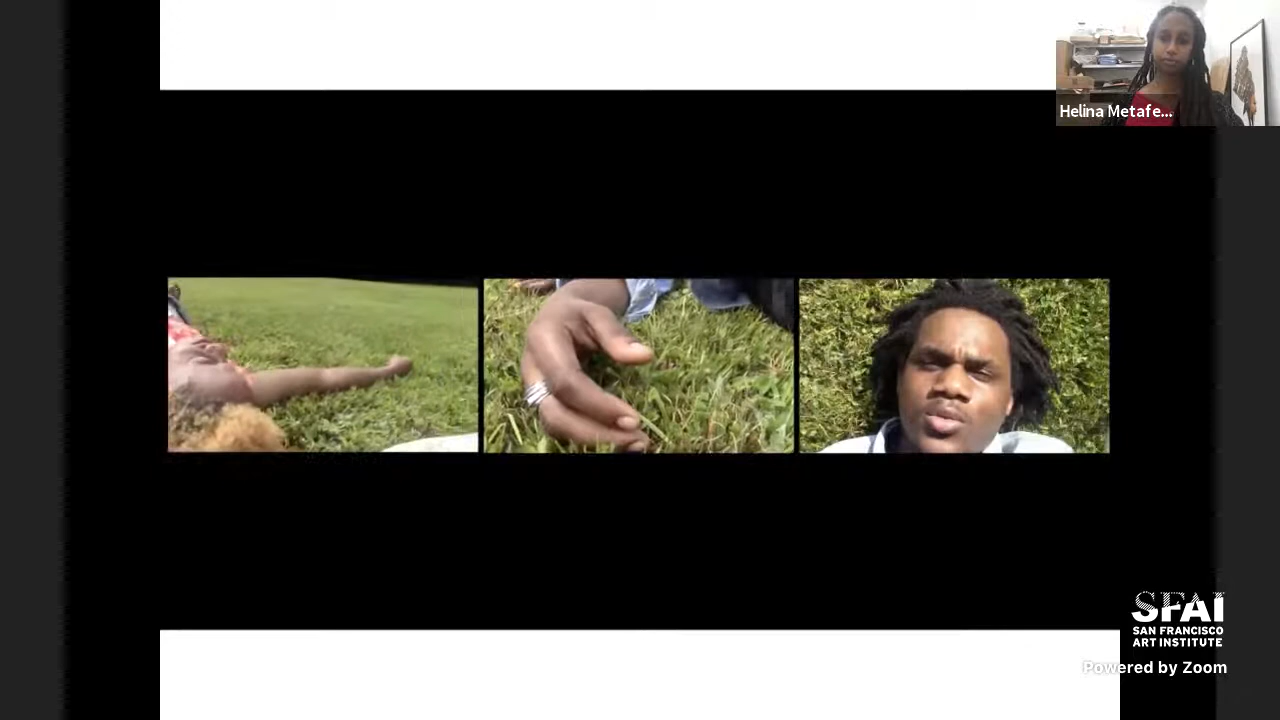 Helina Metafe...
SFAI
SAN FRANCISCO
ART INSTITUTE
Powered by Zoom